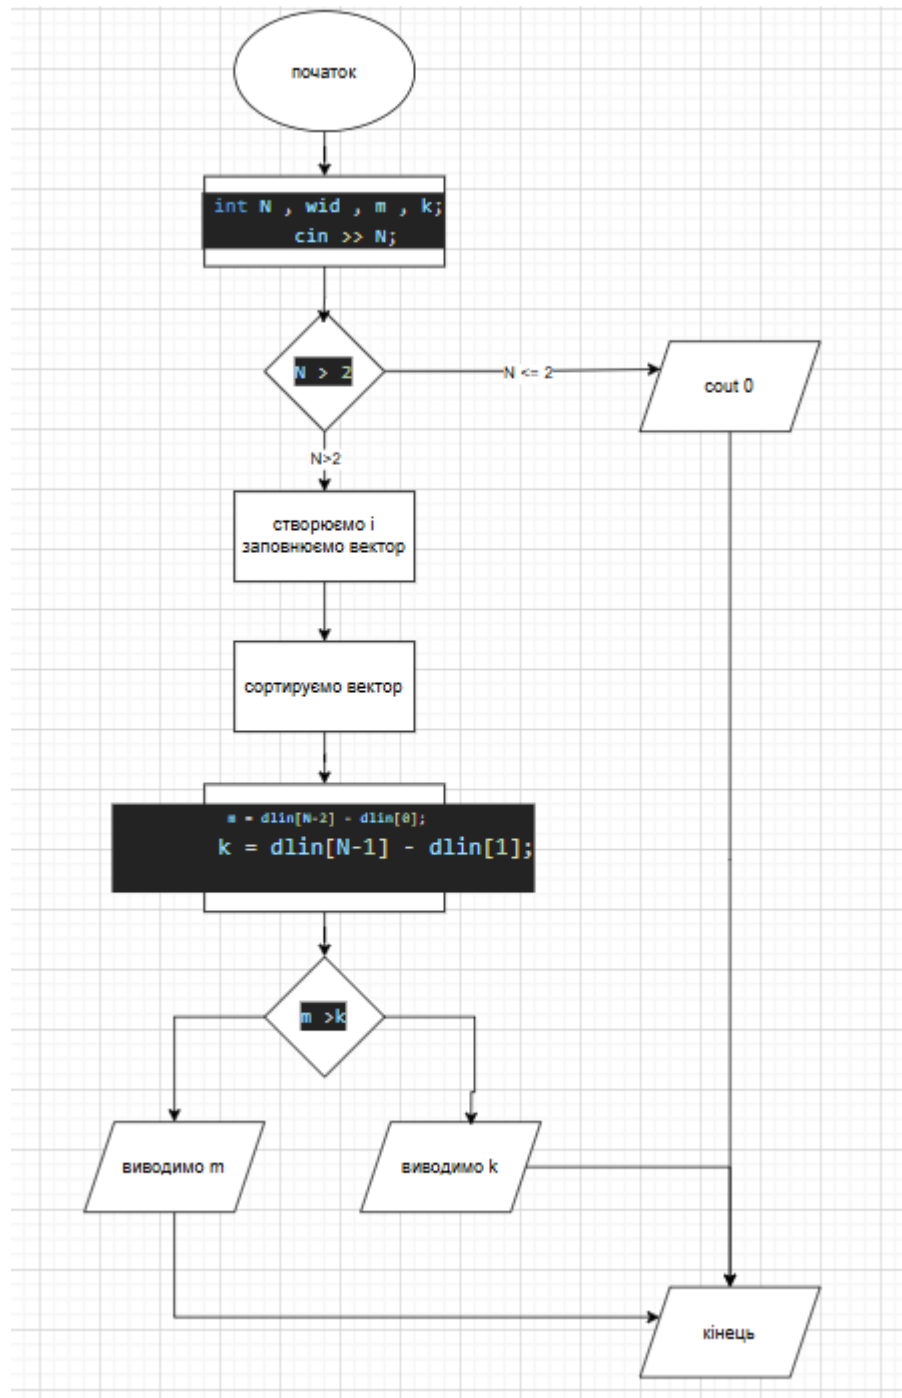 початок
int N , wid , m , k;
cin >> N;
N > 2
N <= 2
cout 0
N>2
створюємо і
заповнюємо вектор
сортируємо вектор
m = dlin[N-2] - dlin[0];
k = dlin[N-1] - dlin[1];
m >k
виводимо m
виводимо k
кінець